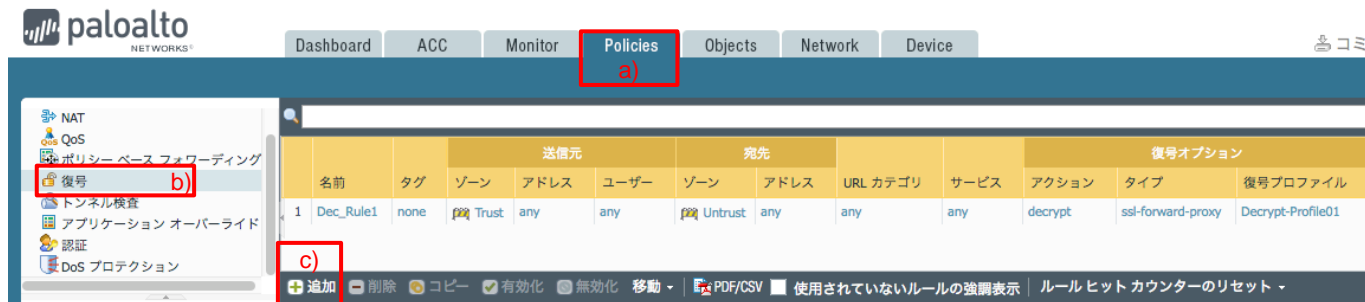 paloalto
NETWORKS®
Dashboard ACC Monitor Policies Objects Network Device
a)
NAT
QoS
ポリシー ベース フォワーディング
復号 b)
トンネル検査
アプリケーション オーバーライド
認証
DoS プロテクション
送信元 宛先 復号オプション
名前 タグ ゾーン アドレス ユーザー ゾーン アドレス URL カテゴリ サービス アクション タイプ 復号プロファイル
1 Dec_Rule1 none Trust any any Untrust any any any decrypt ssl-forward-proxy Decrypt-Profile01
c)
追加 削除 コピー 有効化 無効化 移動 PDF/CSV 使用されていないルールの強調表示 ルールヒット カウンターのリセット